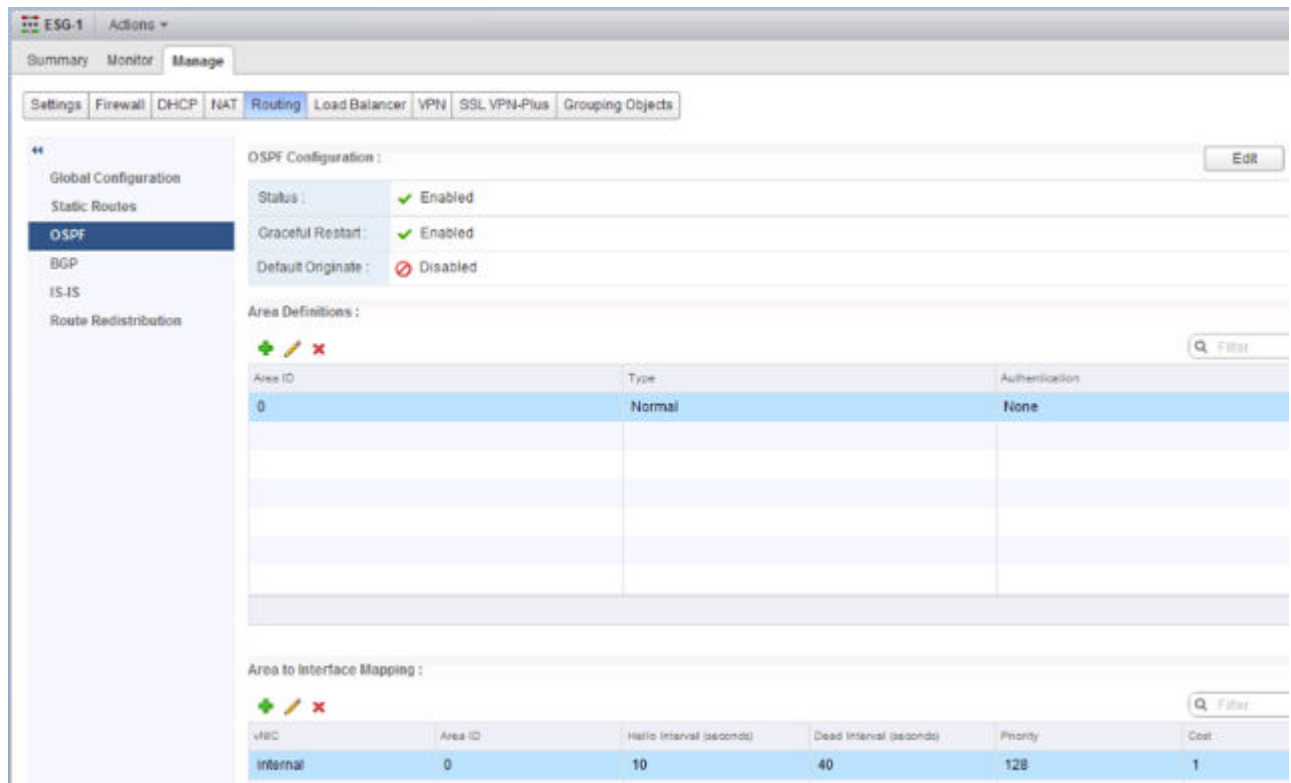 ESG-1 Actions
Summary Monitor Manage
Settings Firewall DHCP NAT Routing Load Balancer VPN SSL VPN-Plus Grouping Objects
Global Configuration
Static Routes
OSPF
BGP
IS-IS
Route Redistribution
OSPF Configuration :
Edit
Status : Enabled
Graceful Restart : Enabled
Default Originate : Disabled
Area Definitions :
Filter
Area ID Type Authentication
0 Normal None
Area to Interface Mapping :
Filter
vNIC Area ID Hello Interval (seconds) Dead Interval (seconds) Priority Cost
internal 0 10 40 128 1